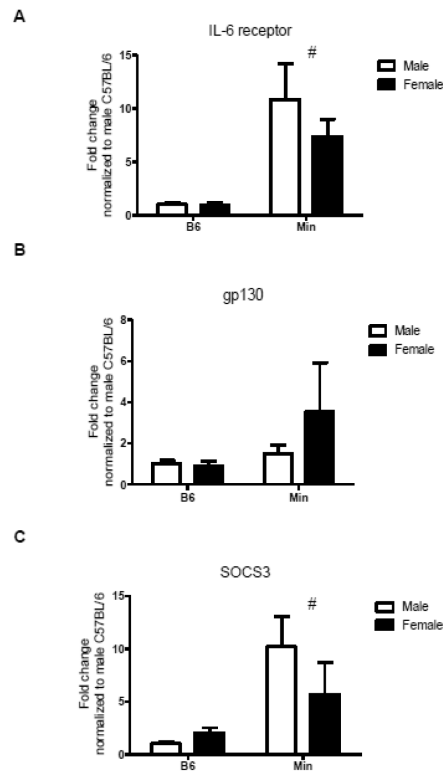 A
IL-6 receptor
#
Male
Female
Fold change
normalized to male C57BL/6
15
10
5
0
B6
Min
B
gp130
Male
Female
Fold change
normalized to male C57BL/6
8
6
4
2
0
B6
Min
C
SOCS3
#
Male
Female
Fold change
normalized to male C57BL/6
15
10
5
0
B6
Min